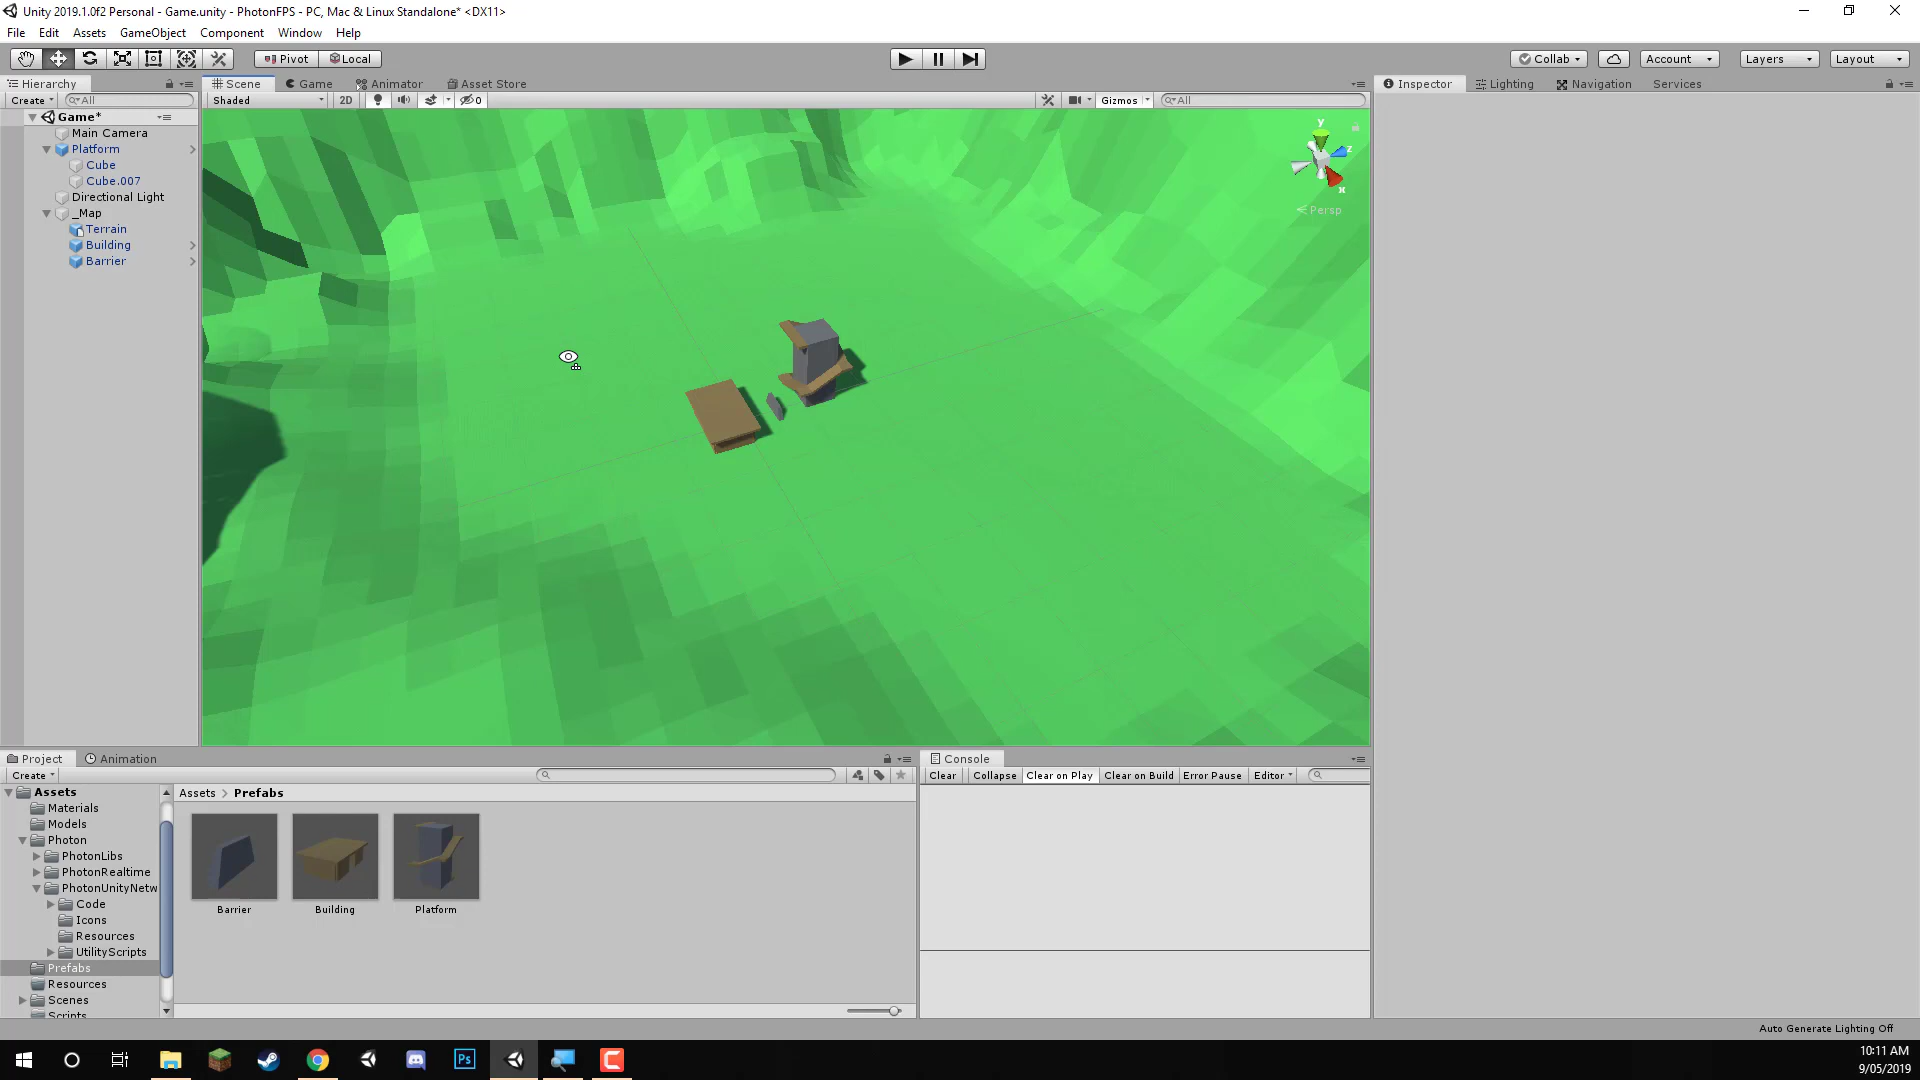 Unity 2019.1.0f2 Personal - Game.unity - PhotonFPS - PC, Mac & Linux Standalone* <DX11>
File Edit Assets GameObject Component Window Help
Pivot Local Collab Account Layers Layout
Hierarchy Scene Game Animator Asset Store Inspector Lighting Navigation Services
Create All Shaded 2D 0 Gizmos All
Game*
Main Camera
Platform
Cube
Cube.007
Directional Light
_Map
Terrain
Building
Barrier
y
z
x
Persp
Project Animation Console
Create Clear Collapse Clear on Play Clear on Build Error Pause Editor
Assets
Materials
Models
Photon
PhotonLibs
PhotonRealtime
PhotonUnityNetw
Code
Icons
Resources
UtilityScripts
Prefabs
Resources
Scenes
Scripts
Assets > Prefabs
Barrier Building Platform
Auto Generate Lighting Off
Ps
10:11 AM
9/05/2019